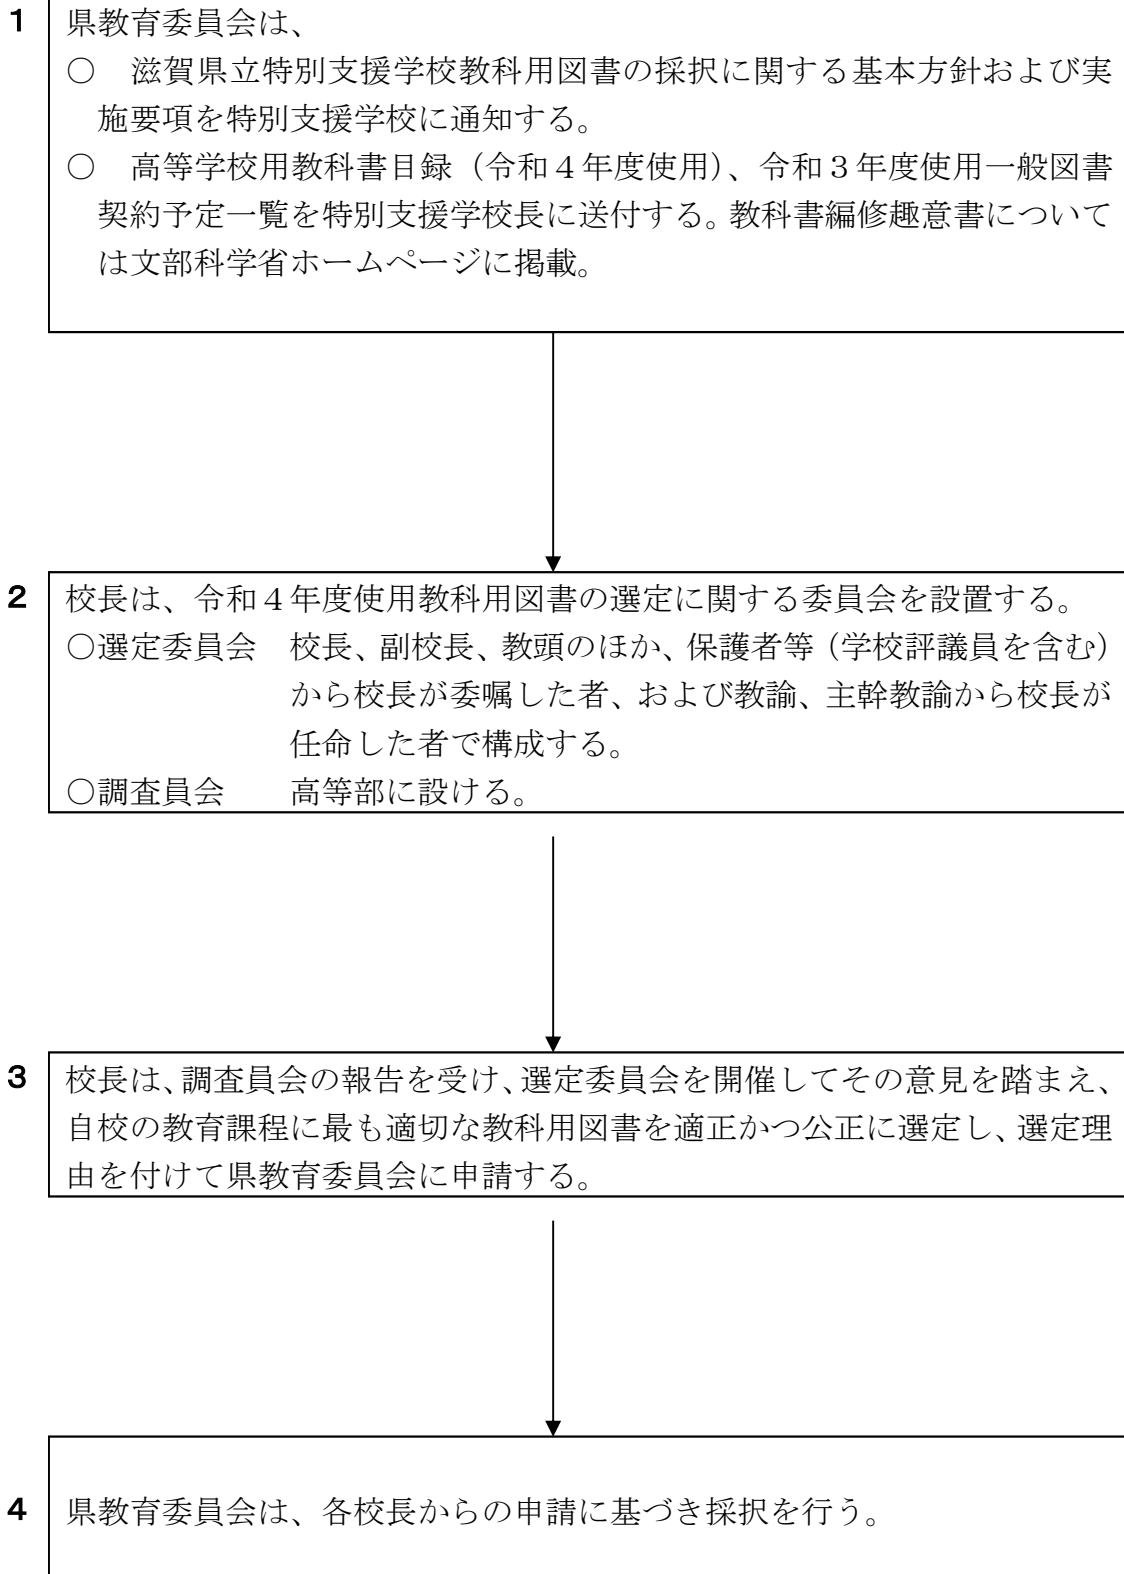 1 県教育委員会は、
○　滋賀県立特別支援学校教科用図書の採択に関する基本方針および実
施要項を特別支援学校に通知する。
○　高等学校用教科書目録（令和４年度使用）、令和３年度使用一般図書
契約予定一覧を特別支援学校長に送付する。教科書編修趣意書について
は文部科学省ホームページに掲載。
2 校長は、令和４年度使用教科用図書の選定に関する委員会を設置する。
○選定委員会　校長、副校長、教頭のほか、保護者等（学校評議員を含む）
から校長が委嘱した者、および教諭、主幹教諭から校長が
任命した者で構成する。
○調査員会　　高等部に設ける。
3 校長は、調査員会の報告を受け、選定委員会を開催してその意見を踏まえ、
自校の教育課程に最も適切な教科用図書を適正かつ公正に選定し、選定理
由を付けて県教育委員会に申請する。
4 県教育委員会は、各校長からの申請に基づき採択を行う。